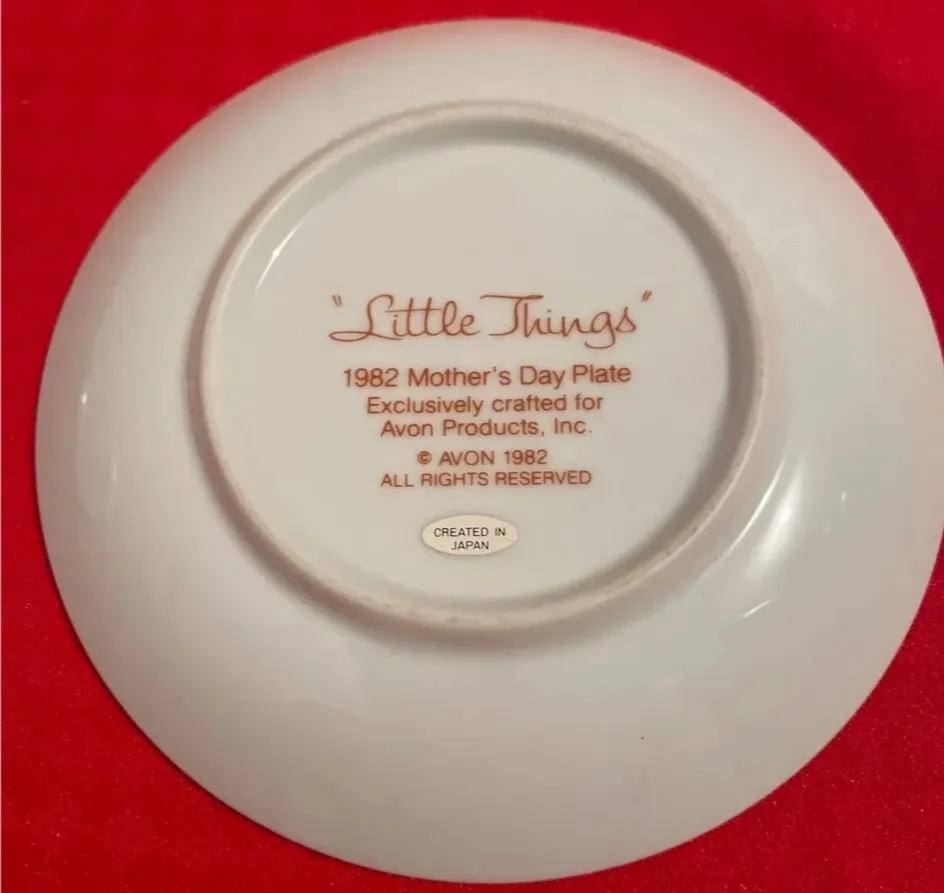 "Little Things"
1982 Mother's Day Plate
Exclusively crafted for
Avon Products, Inc.
© AVON 1982
ALL RIGHTS RESERVED
CREATED IN
JAPAN